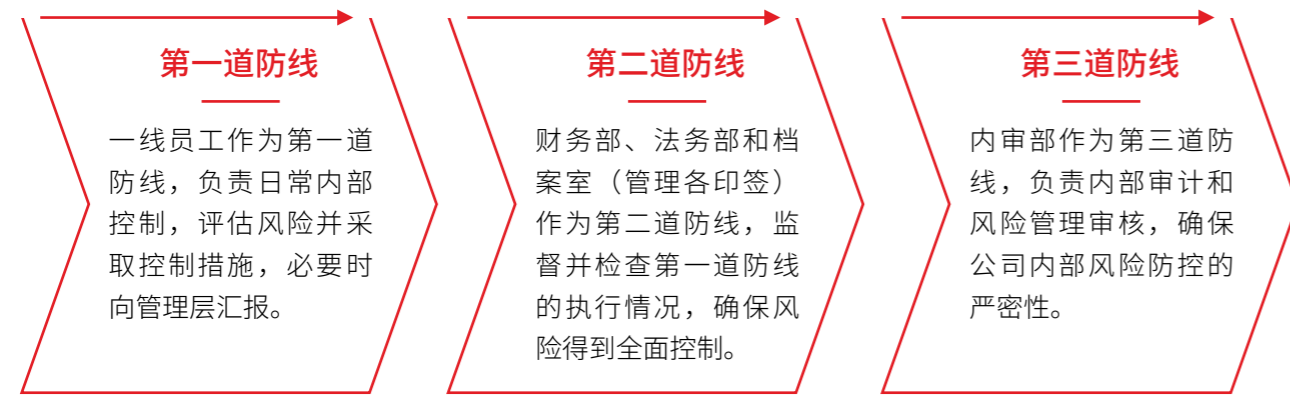 第一道防线
一线员工作为第一道
防线，负责日常内部
控制，评估风险并采
取控制措施，必要时
向管理层汇报。
第二道防线
财务部、法务部和档
案室（管理各印签）
作为第二道防线，监
督并检查第一道防线
的执行情况，确保风
险得到全面控制。
第三道防线
内审部作为第三道防
线，负责内部审计和
风险管理审核，确保
公司内部风险防控的
严密性。